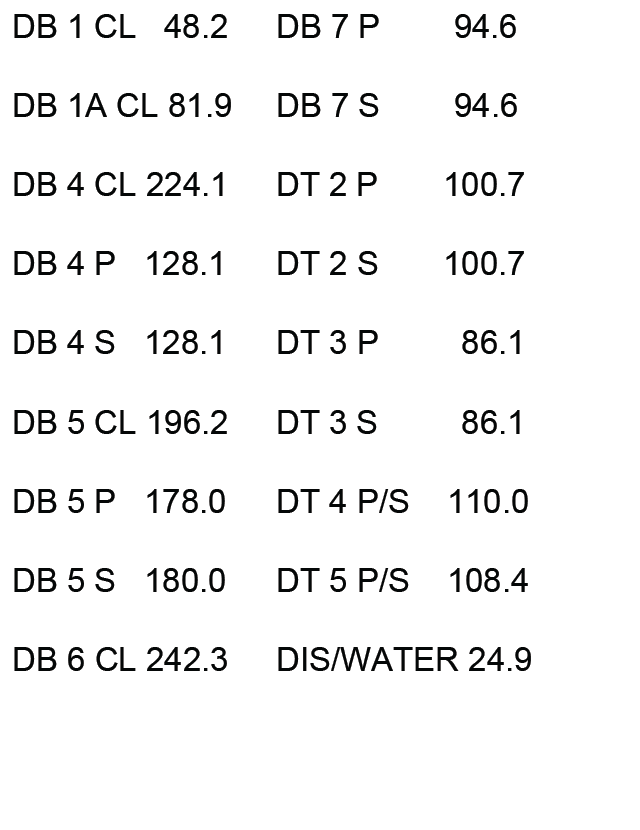 DB 1 CL 48.2 DB 7 P 94.6
DB 1A CL 81.9 DB 7 S 94.6
DB 4 CL 224.1 DT 2 P 100.7
DB 4 P 128.1 DT 2 S 100.7
DB 4 S 128.1 DT 3 P 86.1
DB 5 CL 196.2 DT 3 S 86.1
DB 5 P 178.0 DT 4 P/S 110.0
DB 5 S 180.0 DT 5 P/S 108.4
DB 6 CL 242.3 DIS/WATER 24.9